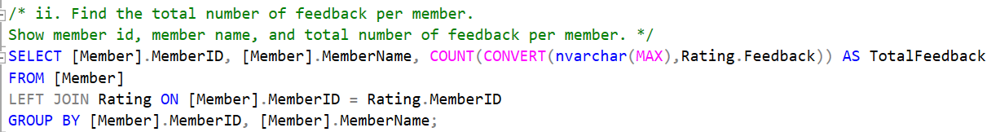 /* ii. Find the total number of feedback per member.
Show member id, member name, and total number of feedback per member. */
SELECT [Member].MemberID, [Member].MemberName, COUNT(CONVERT(nvarchar(MAX),Rating.Feedback)) AS TotalFeedback
FROM [Member]
LEFT JOIN Rating ON [Member].MemberID = Rating.MemberID
GROUP BY [Member].MemberID, [Member].MemberName;